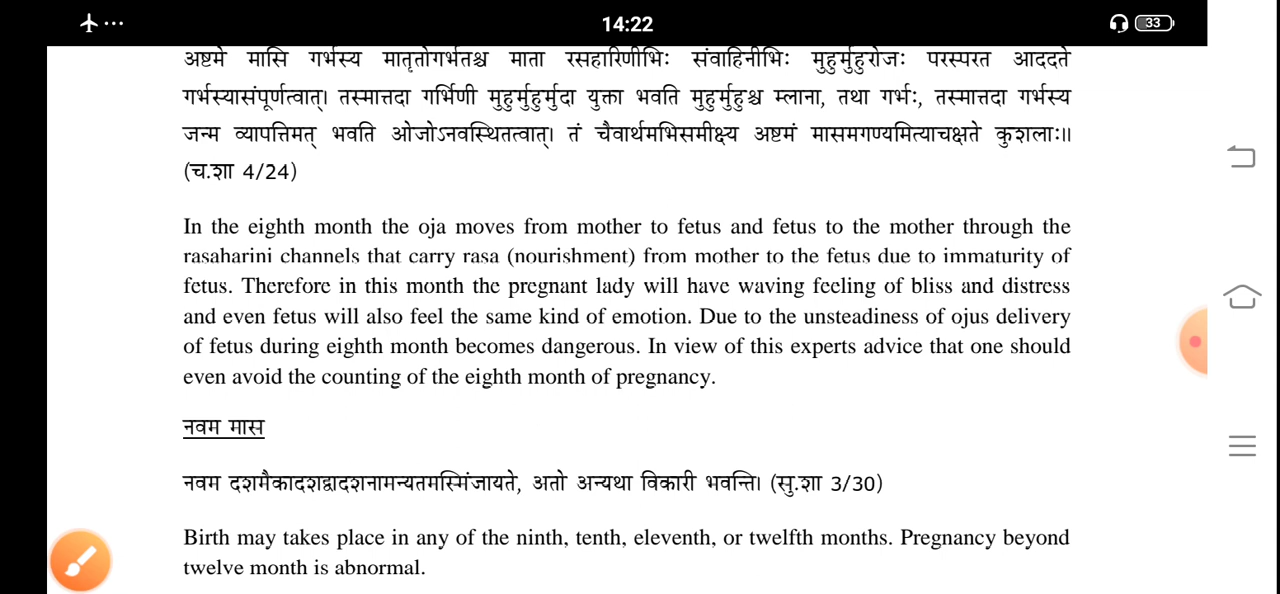 14:22
33
अष्टमे मासि गर्भस्य मातृतोगर्भतश्च माता रसहारिणीभिः संवाहिनीभिः मुहुर्मुहुरोजः परस्परत आददते
गर्भस्यासंपूर्णत्वात्। तस्मात्तदा गर्भिणी मुहुर्मुहुर्मुदा युक्ता भवति मुहुर्मुहुश्च म्लाना, तथा गर्भः, तस्मात्तदा गर्भस्य
जन्म व्यापत्तिमत् भवति ओजोऽनवस्थितत्वात्। तं चैवार्थमभिसमीक्ष्य अष्टमं मासमगण्यमित्याचक्षते कुशलाः॥
(च.शा 4/24)
In the eighth month the oja moves from mother to fetus and fetus to the mother through the
rasaharini channels that carry rasa (nourishment) from mother to the fetus due to immaturity of
fetus. Therefore in this month the pregnant lady will have waving feeling of bliss and distress
and even fetus will also feel the same kind of emotion. Due to the unsteadiness of ojus delivery
of fetus during eighth month becomes dangerous. In view of this experts advice that one should
even avoid the counting of the eighth month of pregnancy.
नवम मास
नवम दशमैकादशद्वादशनामन्यतमस्मिंजायते, अतो अन्यथा विकारी भवन्ति। (सु.शा 3/30)
Birth may takes place in any of the ninth, tenth, eleventh, or twelfth months. Pregnancy beyond
twelve month is abnormal.